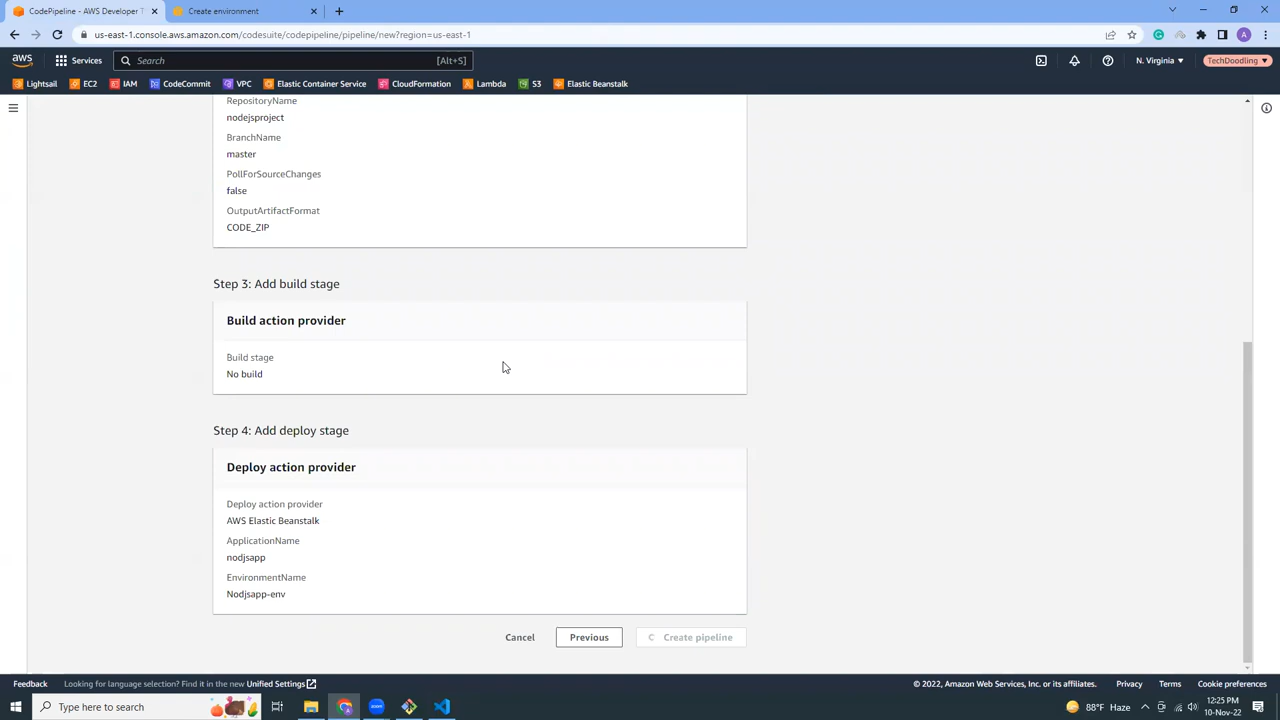 CodePipeline - AWS Developer T
Create environment
us-east-1.console.aws.amazon.com/codesuite/codepipeline/pipeline/new?region=us-east-1
A
aws
Services
Search
[Alt+S]
N. Virginia
TechDoodling
Lightsail
EC2
IAM
CodeCommit
VPC
Elastic Container Service
CloudFormation
Lambda
S3
Elastic Beanstalk
RepositoryName
nodejsproject
BranchName
master
PollForSourceChanges
false
OutputArtifactFormat
CODE_ZIP
Step 3: Add build stage
Build action provider
Build stage
No build
Step 4: Add deploy stage
Deploy action provider
Deploy action provider
AWS Elastic Beanstalk
ApplicationName
nodjsapp
EnvironmentName
Nodjsapp-env
Cancel
Previous
Create pipeline
Feedback
Looking for language selection? Find it in the new Unified Settings
© 2022, Amazon Web Services, Inc. or its affiliates.
Privacy
Terms
Cookie preferences
Type here to search
88°F Haze
12:25 PM
10-Nov-22